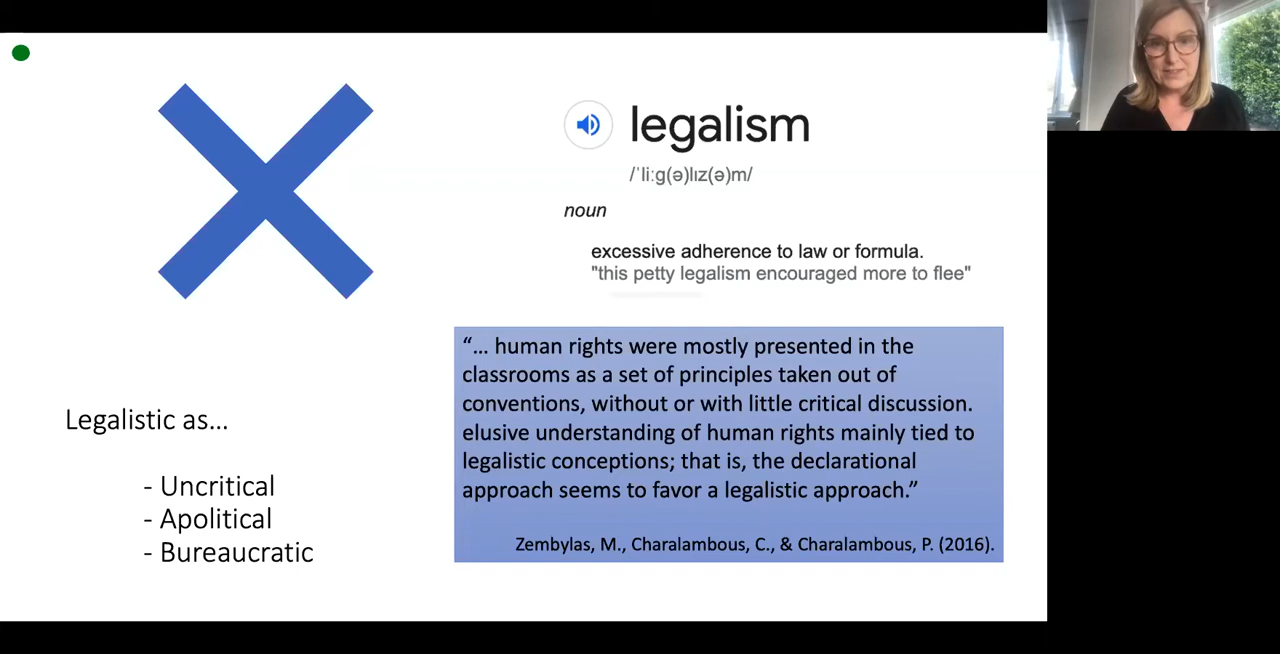 legalism
/ˈliːɡ(ə)lɪz(ə)m/
noun
excessive adherence to law or formula.
"this petty legalism encouraged more to flee"
Legalistic as…
- Uncritical
- Apolitical
- Bureaucratic
“… human rights were mostly presented in the
classrooms as a set of principles taken out of
conventions, without or with little critical discussion.
elusive understanding of human rights mainly tied to
legalistic conceptions; that is, the declarational
approach seems to favor a legalistic approach.”
Zembylas, M., Charalambous, C., & Charalambous, P. (2016).